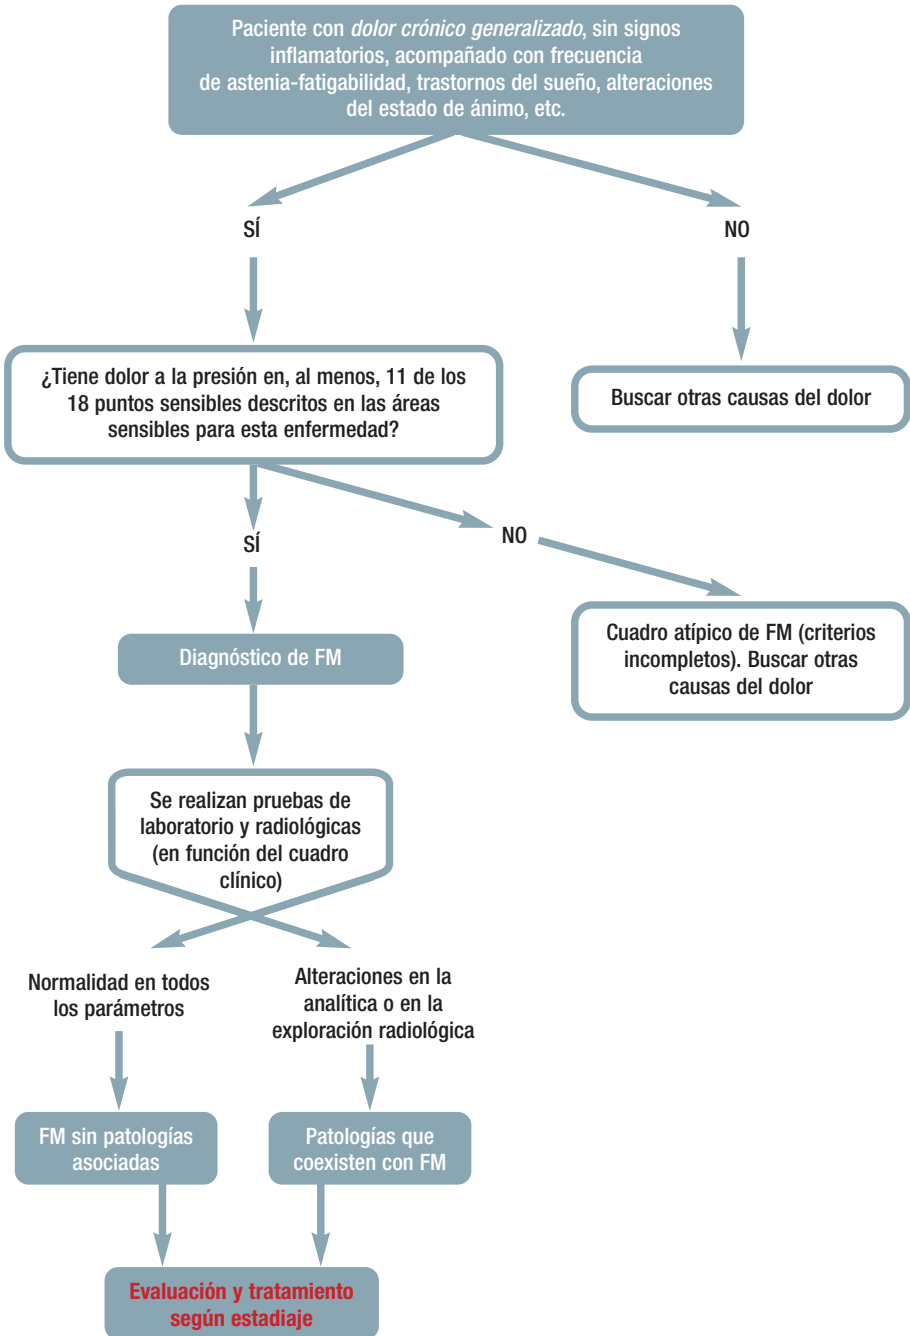 Paciente con dolor crónico generalizado, sin signos
inflamatorios, acompañado con frecuencia
de astenia-fatigabilidad, trastornos del sueño, alteraciones
del estado de ánimo, etc.
SÍ
NO
¿Tiene dolor a la presión en, al menos, 11 de los
18 puntos sensibles descritos en las áreas
sensibles para esta enfermedad?
Buscar otras causas del dolor
SÍ
NO
Diagnóstico de FM
Cuadro atípico de FM (criterios
incompletos). Buscar otras
causas del dolor
Se realizan pruebas de
laboratorio y radiológicas
(en función del cuadro
clínico)
Normalidad en todos
los parámetros
Alteraciones en la
analítica o en la
exploración radiológica
FM sin patologías
asociadas
Patologías que
coexisten con FM
Evaluación y tratamiento
según estadiaje